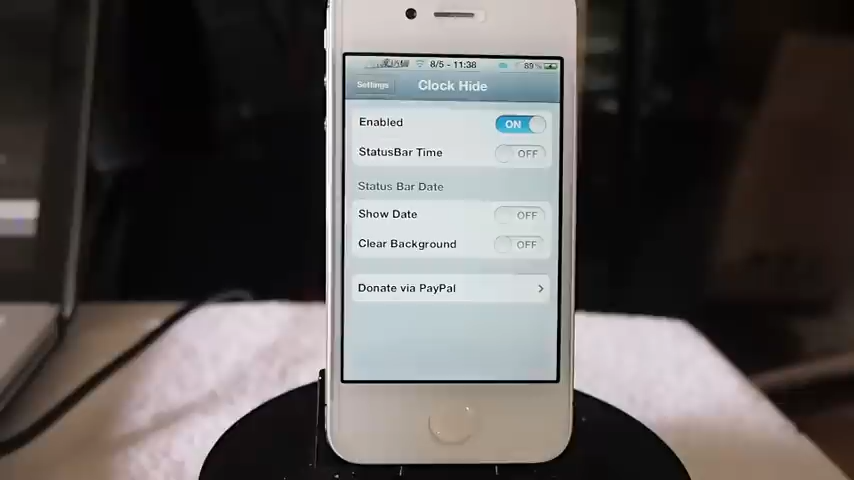 8/5 - 11:38 89%
Settings Clock Hide
Enabled ON
StatusBar Time OFF
Status Bar Date
Show Date OFF
Clear Background OFF
Donate via PayPal